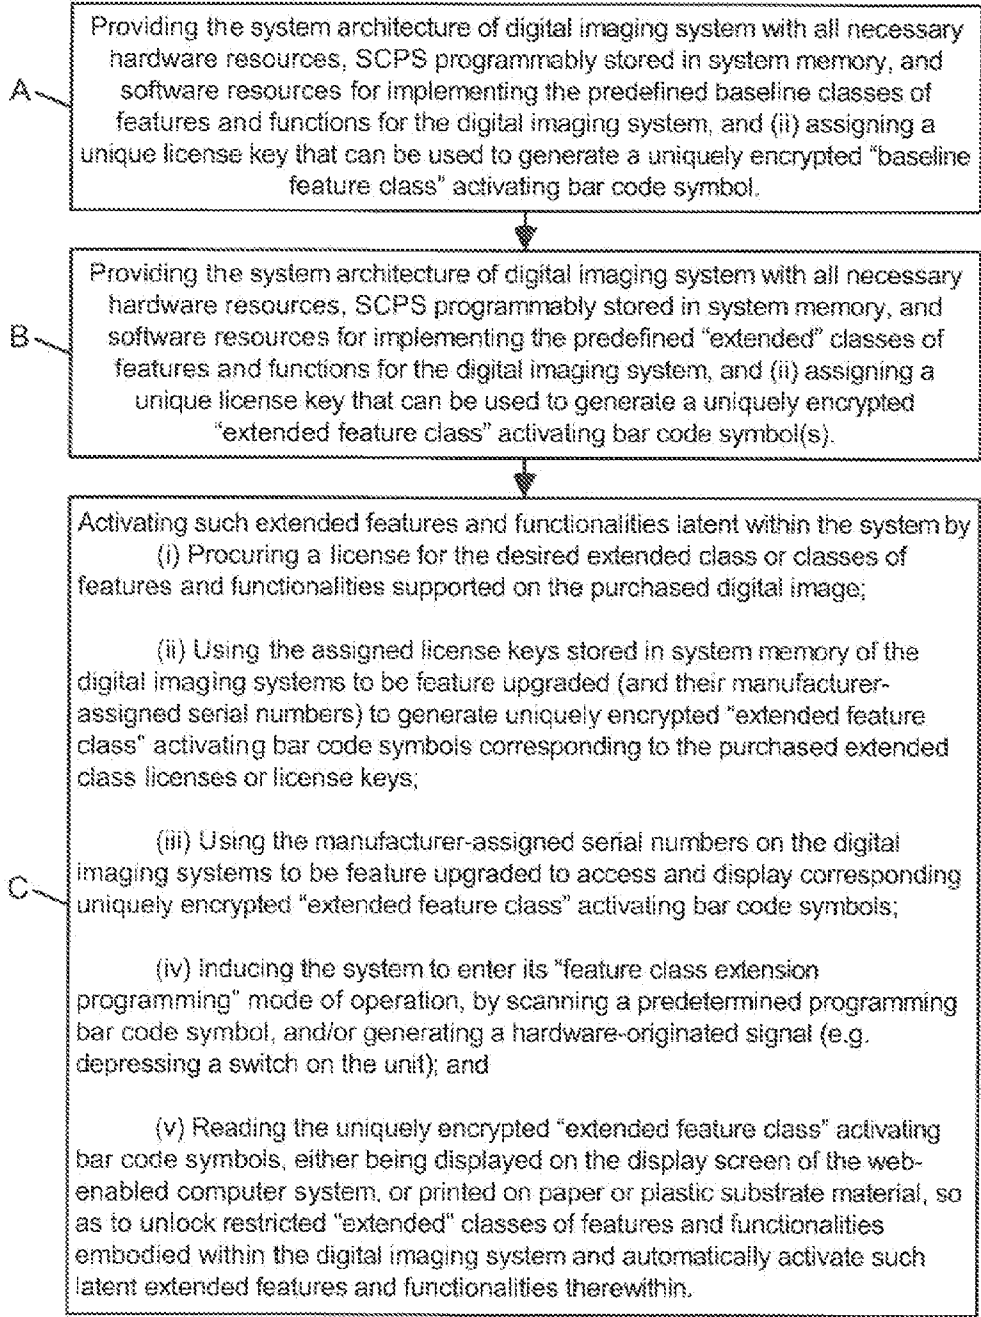 Providing the system architecture of digital imaging system with all necessary
hardware resources, SCPS programmably stored in system memory, and
software resources for implementing the predefined baseline classes of
features and functions for the digital imaging system, and (ii) assigning a
unique license key that can be used to generate a uniquely encrypted “baseline
feature class” activating bar code symbol.
A
Providing the system architecture of digital imaging system with all necessary
hardware resources, SCPS programmably stored in system memory, and
software resources for implementing the predefined “extended” classes of
features and functions for the digital imaging system, and (ii) assigning a
unique license key that can be used to generate a uniquely encrypted
“extended feature class” activating bar code symbol(s).
B
Activating such extended features and functionalities latent within the system by
(i) Procuring a license for the desired extended class or classes of
features and functionalities supported on the purchased digital image;
(ii) Using the assigned license keys stored in system memory of the
digital imaging systems to be feature upgraded (and their manufacturer-
assigned serial numbers) to generate uniquely encrypted “extended feature
class” activating bar code symbols corresponding to the purchased extended
class licenses or license keys;
(iii) Using the manufacturer-assigned serial numbers on the digital
imaging systems to be feature upgraded to access and display corresponding
uniquely encrypted “extended feature class” activating bar code symbols;
C
(iv) Inducing the system to enter its “feature class extension
programming” mode of operation, by scanning a predetermined programming
bar code symbol, and/or generating a hardware-originated signal (e.g.
depressing a switch on the unit); and
(v) Reading the uniquely encrypted “extended feature class” activating
bar code symbols, either being displayed on the display screen of the web-
enabled computer system, or printed on paper or plastic substrate material, so
as to unlock restricted “extended” classes of features and functionalities
embodied within the digital imaging system and automatically activate such
latent extended features and functionalities therewithin.